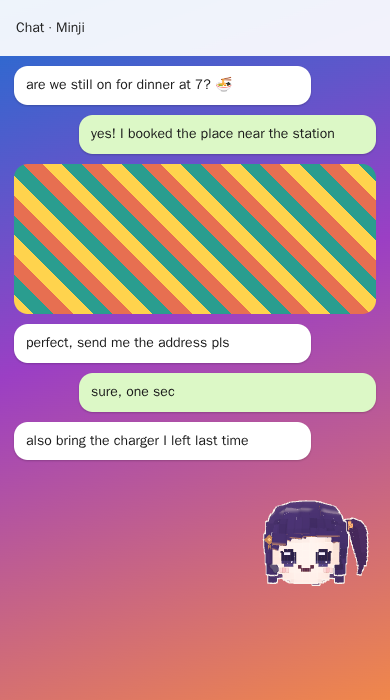 Chat · Minji
are we still on for dinner at 7? 🍜
yes! I booked the place near the station
perfect, send me the address pls
sure, one sec
also bring the charger I left last time